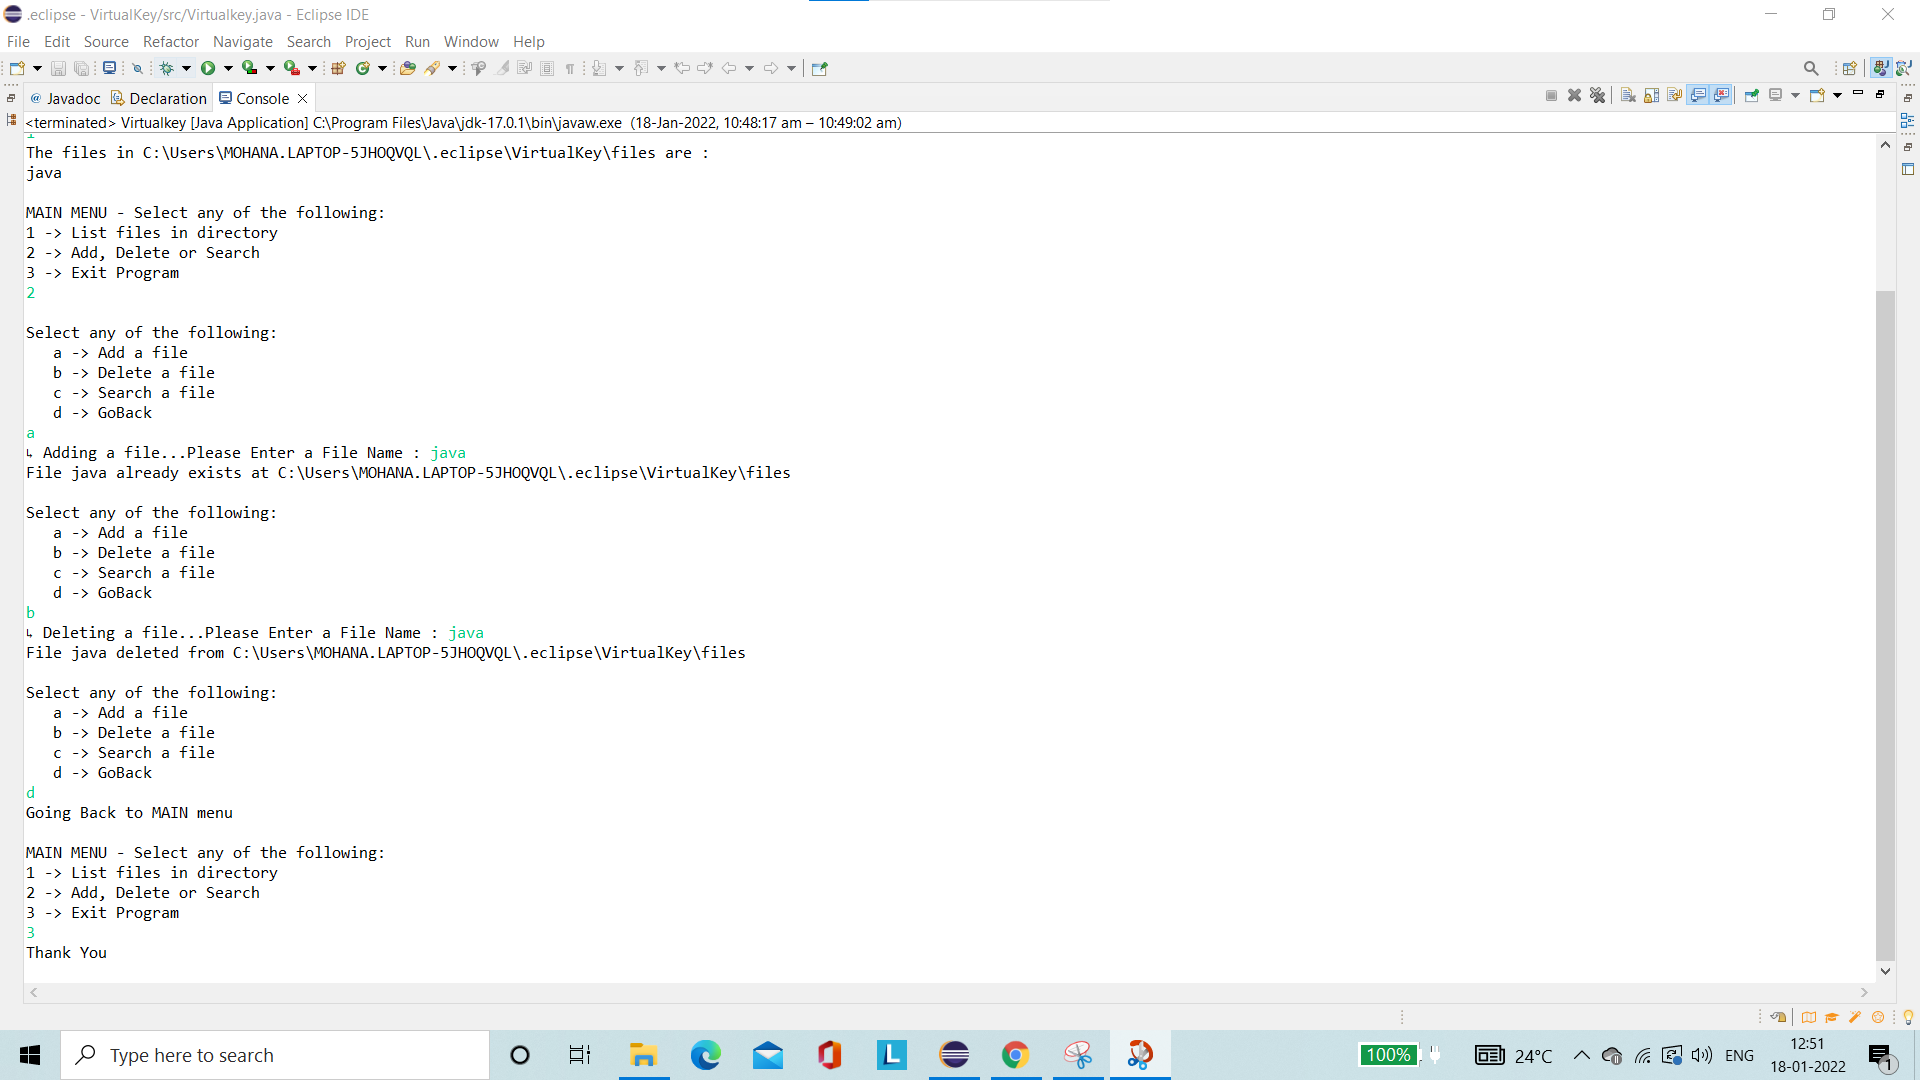 .eclipse - VirtualKey/src/Virtualkey.java - Eclipse IDE
File Edit Source Refactor Navigate Search Project Run Window Help
@ Javadoc Declaration Console
<terminated> Virtualkey [Java Application] C:\Program Files\Java\jdk-17.0.1\bin\javaw.exe (18-Jan-2022, 10:48:17 am – 10:49:02 am)
The files in C:\Users\MOHANA.LAPTOP-5JHOQVQL\.eclipse\VirtualKey\files are :
java
MAIN MENU - Select any of the following:
1 -> List files in directory
2 -> Add, Delete or Search
3 -> Exit Program
2
Select any of the following:
a -> Add a file
b -> Delete a file
c -> Search a file
d -> GoBack
a
↳ Adding a file...Please Enter a File Name : java
File java already exists at C:\Users\MOHANA.LAPTOP-5JHOQVQL\.eclipse\VirtualKey\files
Select any of the following:
a -> Add a file
b -> Delete a file
c -> Search a file
d -> GoBack
b
↳ Deleting a file...Please Enter a File Name : java
File java deleted from C:\Users\MOHANA.LAPTOP-5JHOQVQL\.eclipse\VirtualKey\files
Select any of the following:
a -> Add a file
b -> Delete a file
c -> Search a file
d -> GoBack
d
Going Back to MAIN menu
MAIN MENU - Select any of the following:
1 -> List files in directory
2 -> Add, Delete or Search
3 -> Exit Program
3
Thank You
Type here to search
L
100%
24°C
ENG
12:51
18-01-2022
1